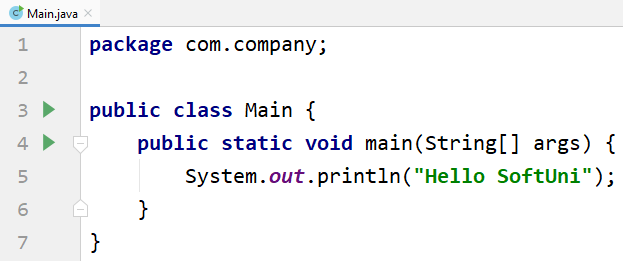 Main.java
1 package com.company;
2
3 public class Main {
4     public static void main(String[] args) {
5         System.out.println("Hello SoftUni");
6     }
7 }